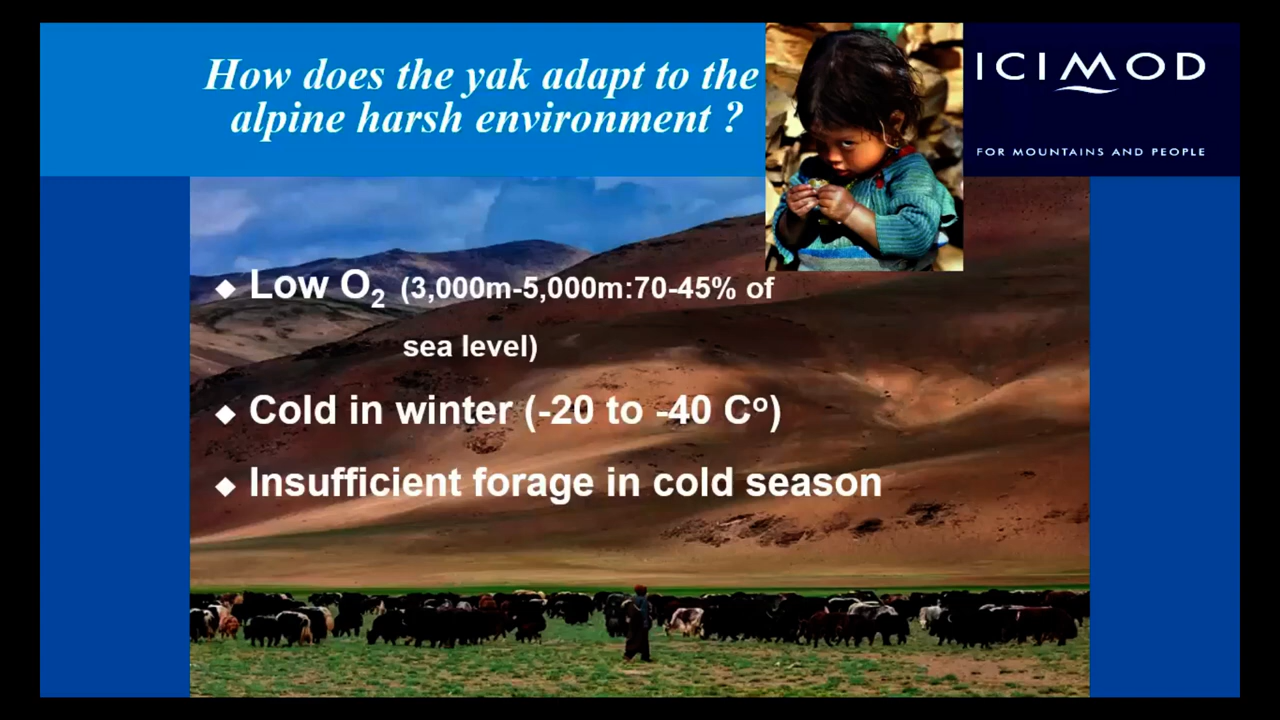 How does the yak adapt to the
alpine harsh environment ?
ICIMOD
FOR MOUNTAINS AND PEOPLE
◆ Low O₂ (3,000m-5,000m:70-45% of
sea level)
◆ Cold in winter (-20 to -40 Cº)
◆ Insufficient forage in cold season